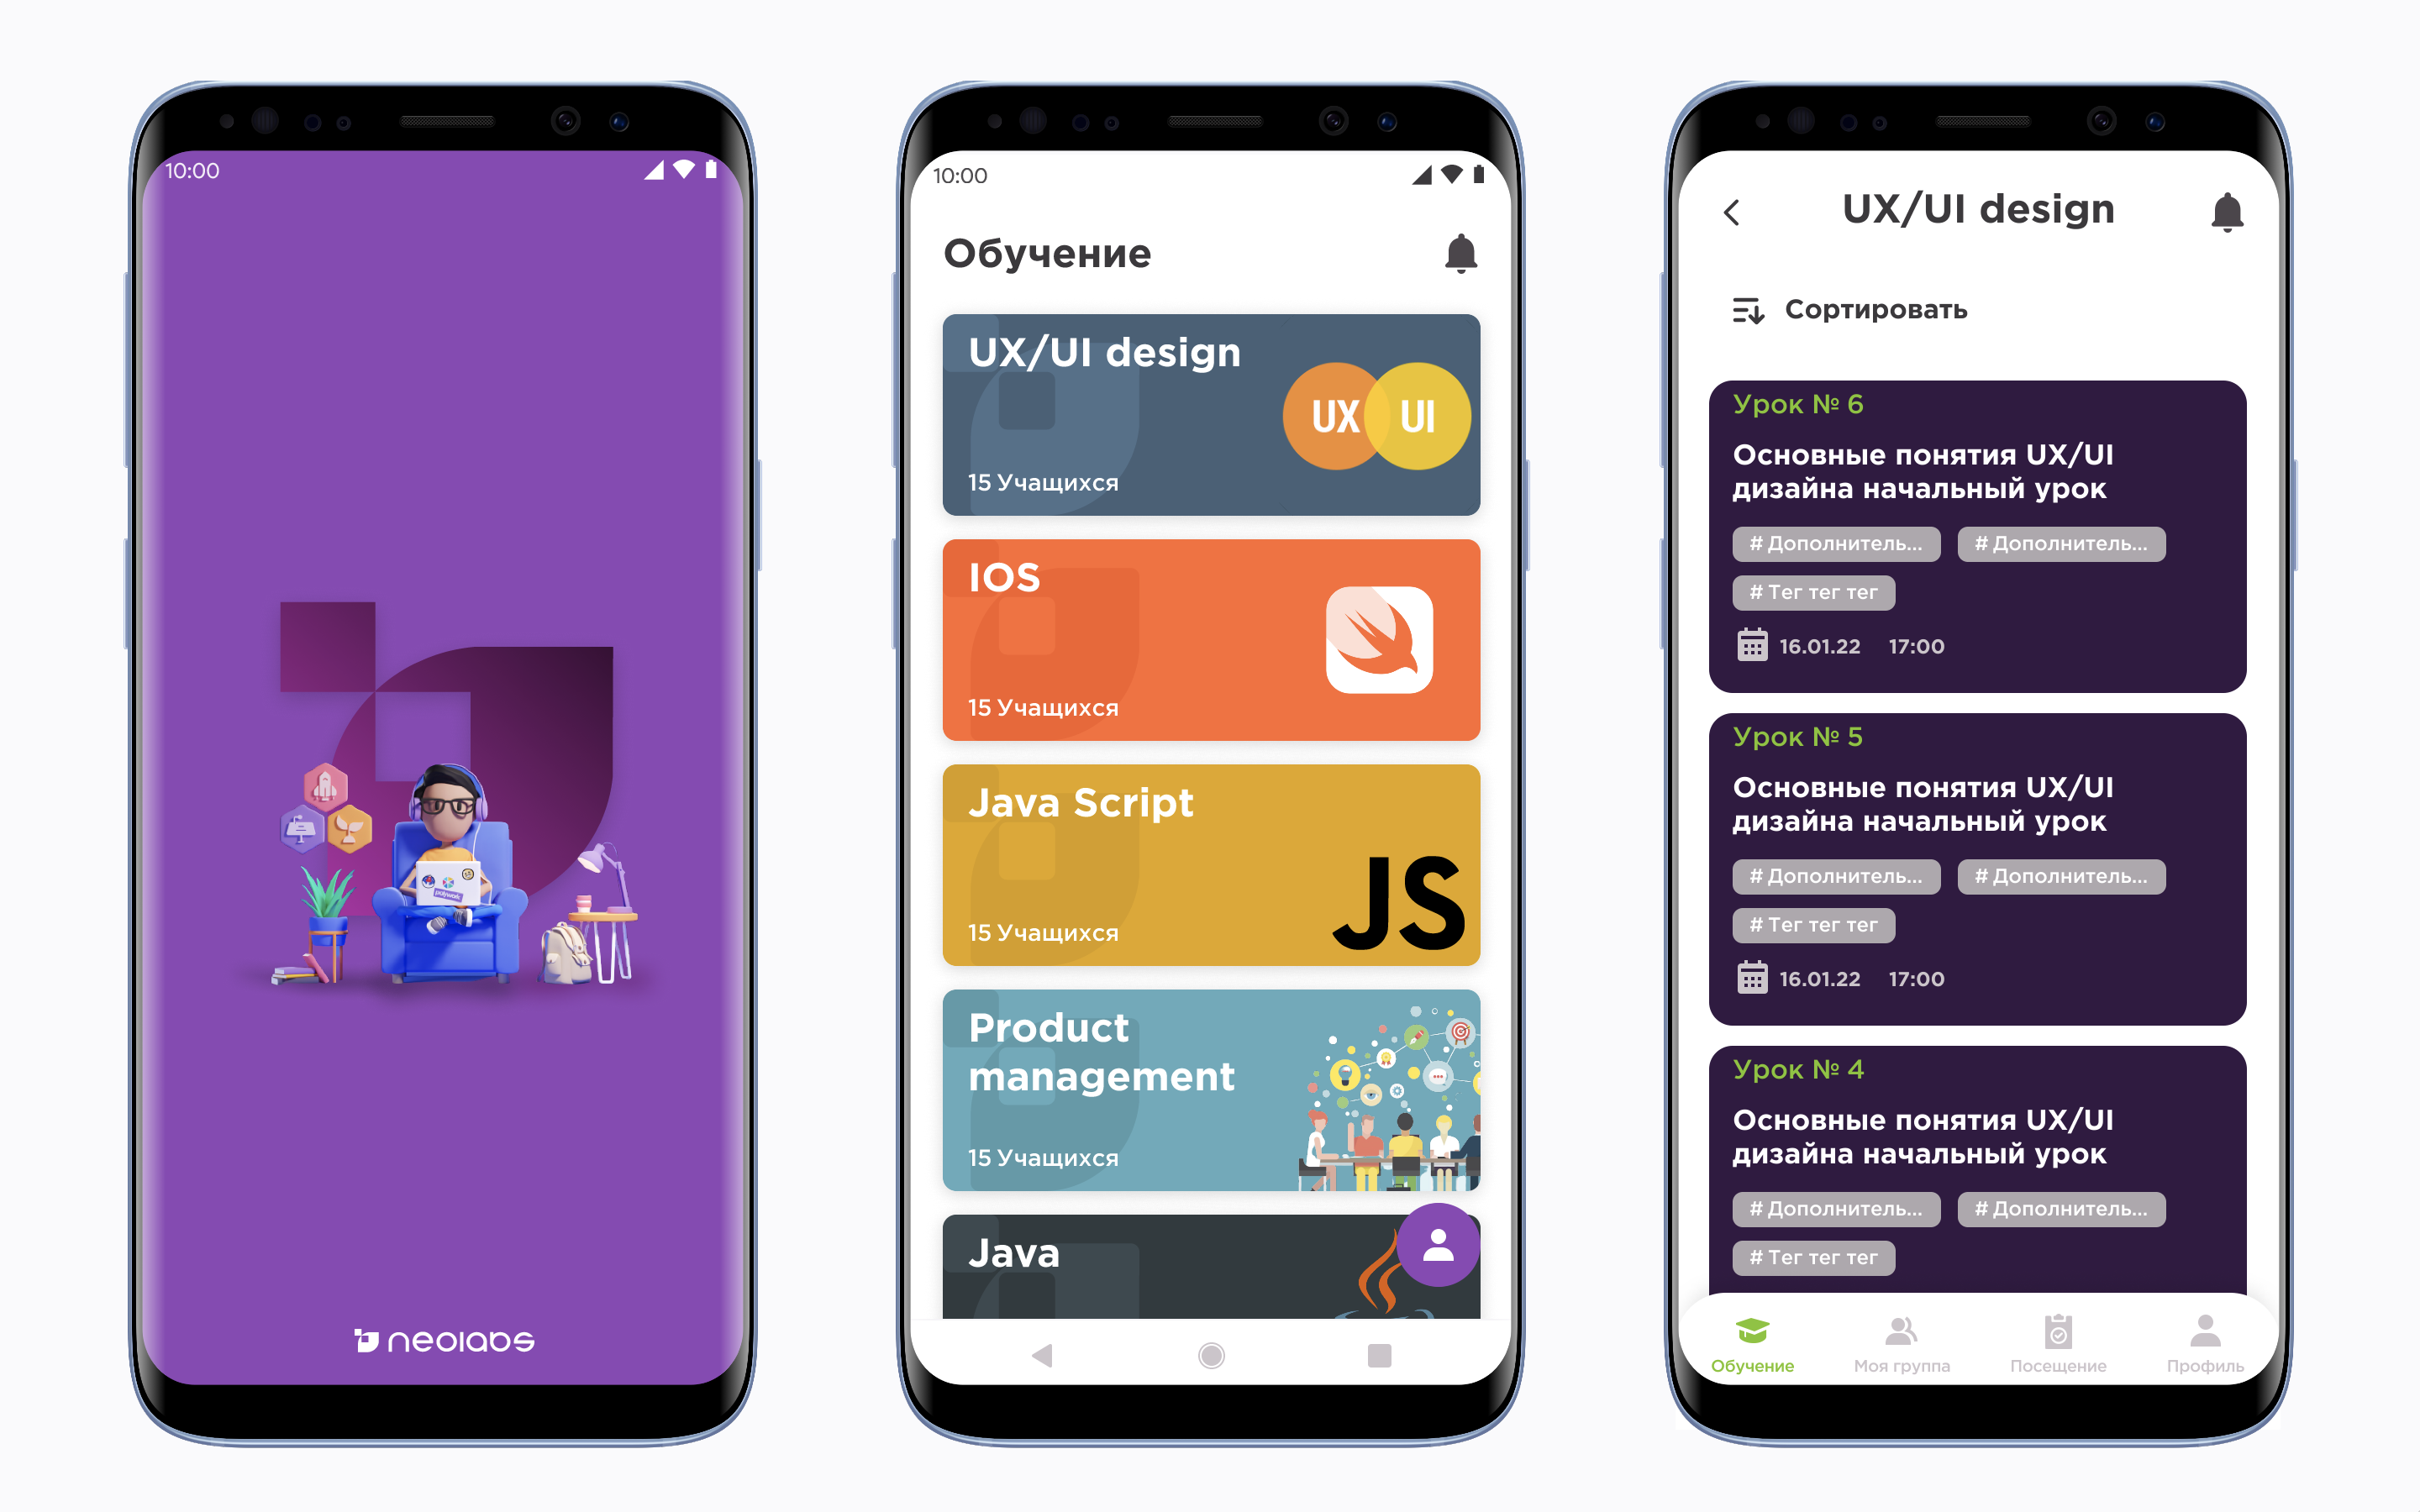 10:00
neolabs
10:00
Обучение
UX/UI design
UX UI
15 Учащихся
IOS
15 Учащихся
Java Script
JS
15 Учащихся
Product
management
15 Учащихся
Java
UX/UI design
Сортировать
Урок № 6
Основные понятия UX/UI
дизайна начальный урок
# Дополнитель... # Дополнитель...
# Тег тег тег
16.01.22 17:00
Урок № 5
Основные понятия UX/UI
дизайна начальный урок
# Дополнитель... # Дополнитель...
# Тег тег тег
16.01.22 17:00
Урок № 4
Основные понятия UX/UI
дизайна начальный урок
# Дополнитель... # Дополнитель...
# Тег тег тег
Обучение Моя группа Посещение Профиль